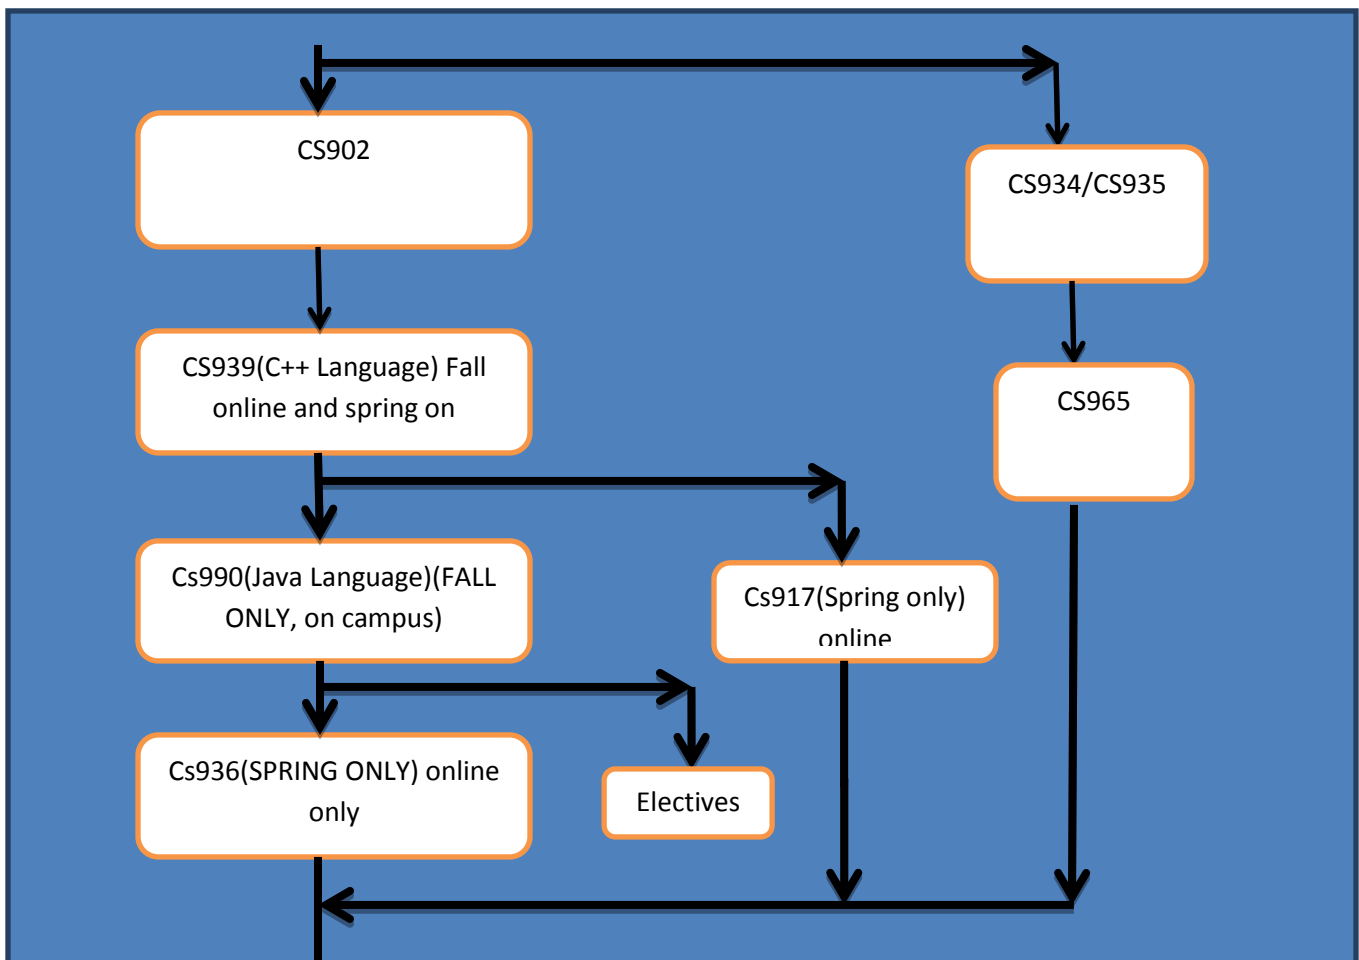 CS902
CS934/CS935
CS939(C++ Language) Fall
online and spring on
CS965
Cs990(Java Language)(FALL
ONLY, on campus)
Cs917(Spring only)
online
Cs936(SPRING ONLY) online
only
Electives